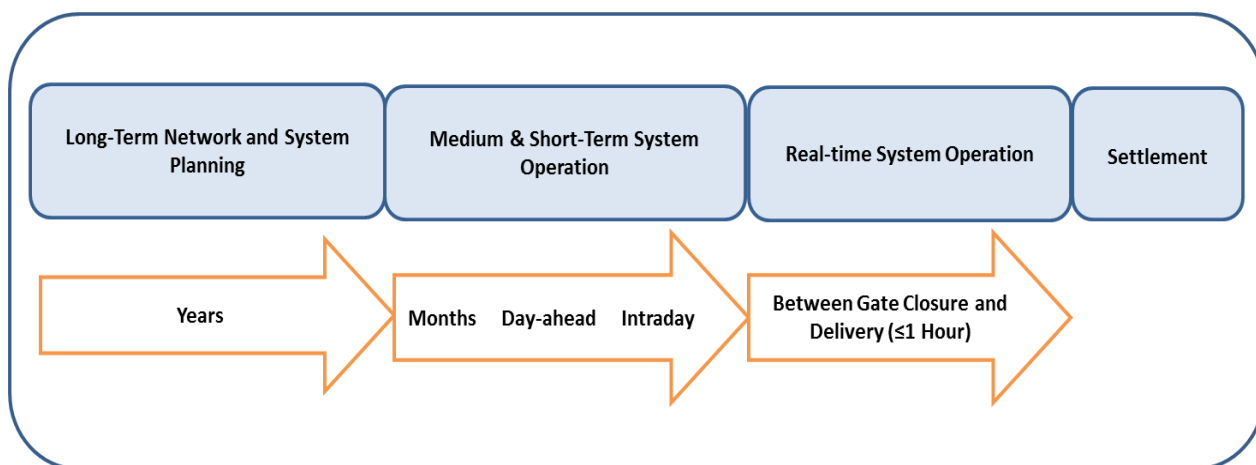 Long-Term Network and System
Planning
Medium & Short-Term System
Operation
Real-time System Operation
Settlement
Years
Months Day-ahead Intraday
Between Gate Closure and
Delivery (≤1 Hour)